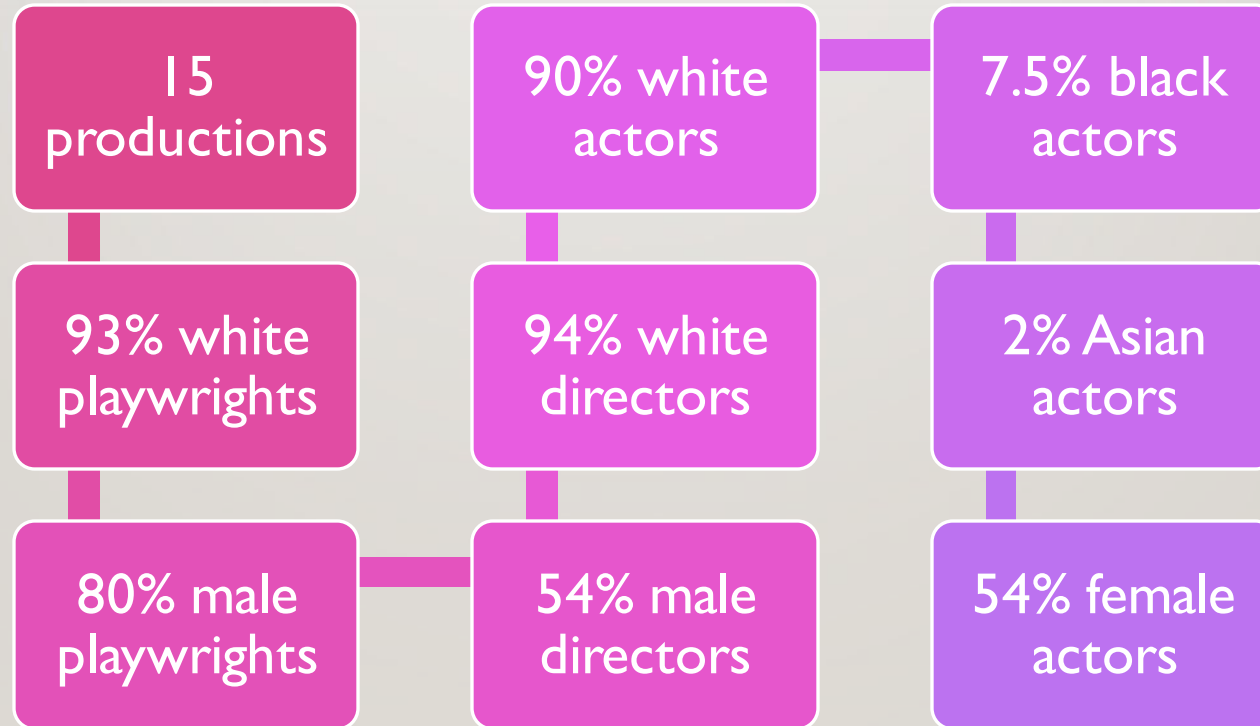 15
productions
93% white
playwrights
80% male
playwrights
54% male
directors
94% white
directors
90% white
actors
7.5% black
actors
2% Asian
actors
54% female
actors